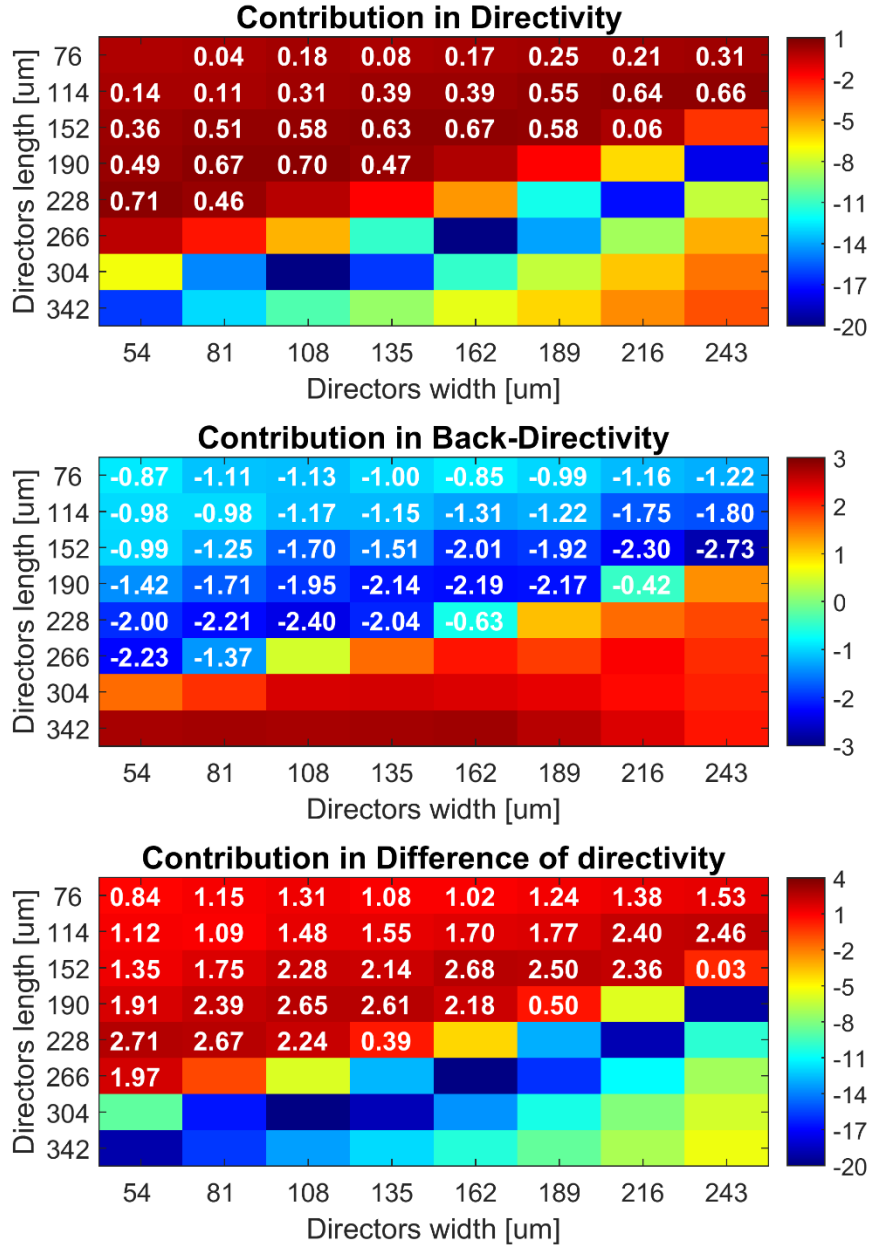 Contribution in Directivity
Directors length [um]
76 0.04 0.18 0.08 0.17 0.25 0.21 0.31
114 0.14 0.11 0.31 0.39 0.39 0.55 0.64 0.66
152 0.36 0.51 0.58 0.63 0.67 0.58 0.06
190 0.49 0.67 0.70 0.47
228 0.71 0.46
266
304
342
54 81 108 135 162 189 216 243
Directors width [um]
1
-2
-5
-8
-11
-14
-17
-20
Contribution in Back-Directivity
Directors length [um]
76 -0.87 -1.11 -1.13 -1.00 -0.85 -0.99 -1.16 -1.22
114 -0.98 -0.98 -1.17 -1.15 -1.31 -1.22 -1.75 -1.80
152 -0.99 -1.25 -1.70 -1.51 -2.01 -1.92 -2.30 -2.73
190 -1.42 -1.71 -1.95 -2.14 -2.19 -2.17 -0.42
228 -2.00 -2.21 -2.40 -2.04 -0.63
266 -2.23 -1.37
304
342
54 81 108 135 162 189 216 243
Directors width [um]
3
2
1
0
-1
-2
-3
Contribution in Difference of directivity
Directors length [um]
76 0.84 1.15 1.31 1.08 1.02 1.24 1.38 1.53
114 1.12 1.09 1.48 1.55 1.70 1.77 2.40 2.46
152 1.35 1.75 2.28 2.14 2.68 2.50 2.36 0.03
190 1.91 2.39 2.65 2.61 2.18 0.50
228 2.71 2.67 2.24 0.39
266 1.97
304
342
54 81 108 135 162 189 216 243
Directors width [um]
4
1
-2
-5
-8
-11
-14
-17
-20